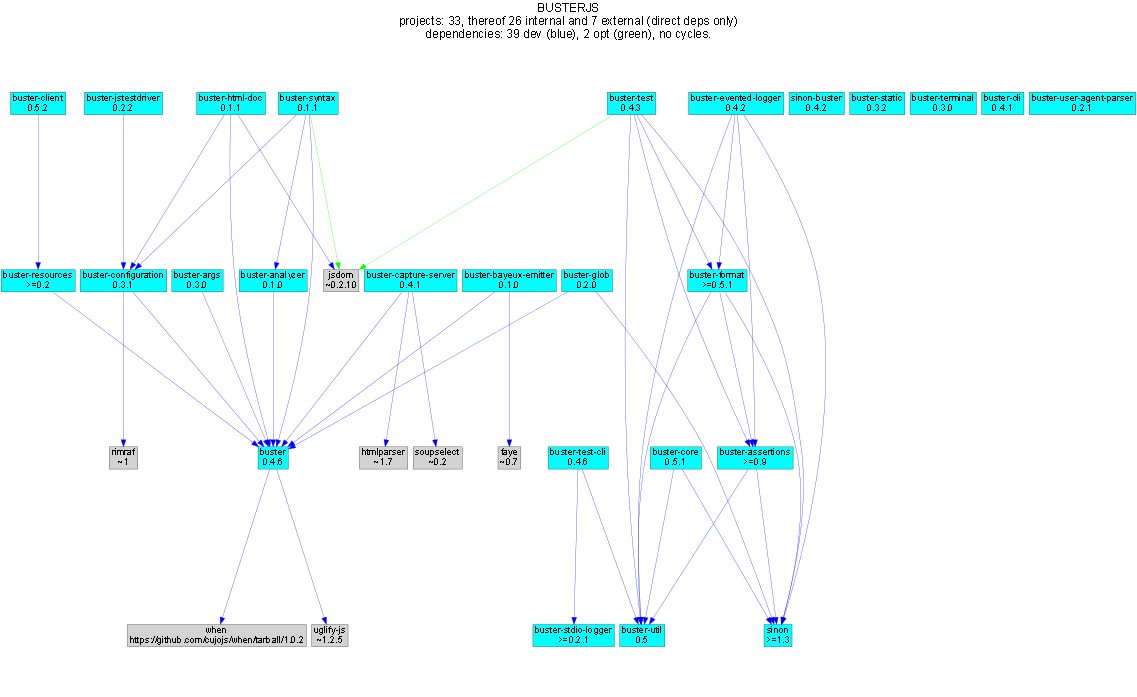 BUSTERJS
projects: 33, thereof 26 internal and 7 external (direct deps only)
dependencies: 39 dev (blue), 2 opt (green), no cycles.
buster-client
0.5.2
buster-jstestdriver
0.2.2
buster-html-doc
0.1.1
buster-syntax
0.1.1
buster-test
0.4.3
buster-evented-logger
0.4.2
sinon-buster
0.4.2
buster-static
0.3.2
buster-terminal
0.3.0
buster-cli
0.4.1
buster-user-agent-parser
0.2.1
buster-resources
>=0.2
buster-configuration
0.3.1
buster-args
0.3.0
buster-analyzer
0.1.0
jsdom
~0.2.10
buster-capture-server
0.4.1
buster-bayeux-emitter
0.1.0
buster-glob
0.2.0
buster-format
>=0.5.1
rimraf
~1
buster
0.4.6
htmlparser
~1.7
soupselect
~0.2
faye
~0.7
buster-test-cli
0.4.6
buster-core
0.5.1
buster-assertions
>=0.9
when
https://github.com/cujojs/when/tarball/1.0.2
uglify-js
~1.2.5
buster-stdio-logger
>=0.2.1
buster-util
0.5
sinon
>=1.3